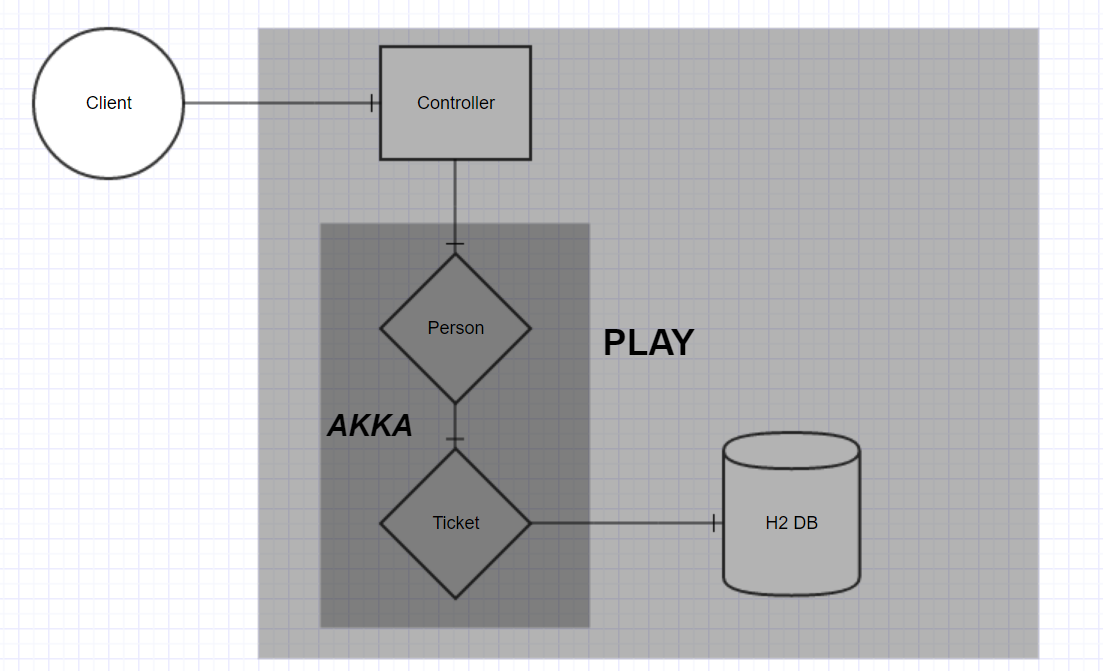 Client
Controller
Person
PLAY
AKKA
Ticket
H2 DB